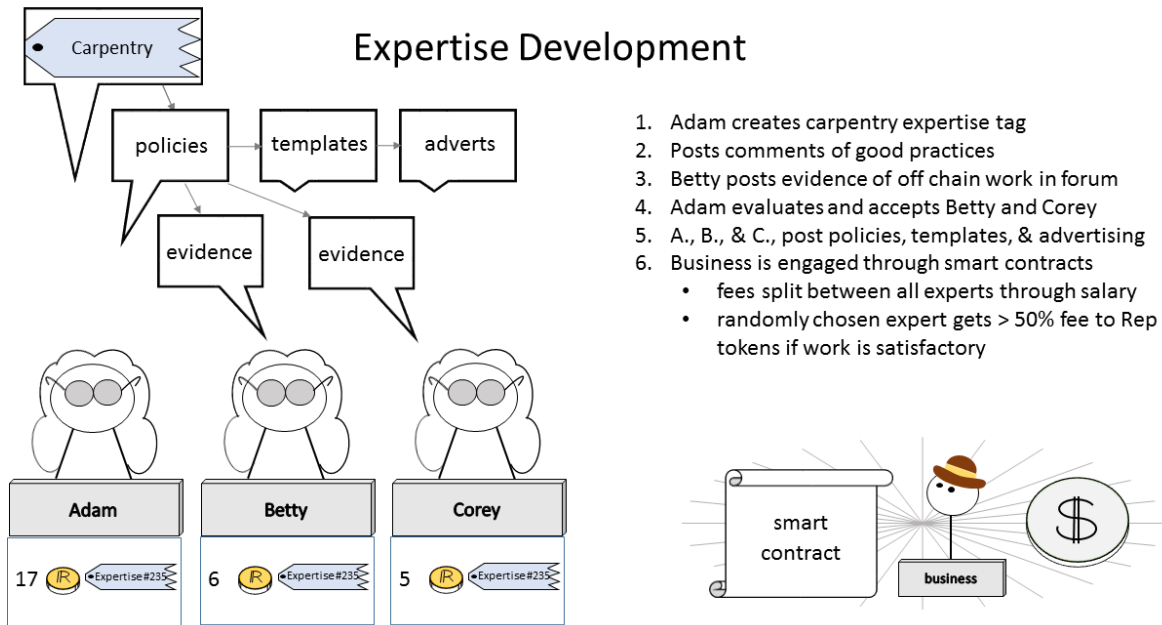 Carpentry
Expertise Development
policies
templates
adverts
evidence
evidence
1. Adam creates carpentry expertise tag
2. Posts comments of good practices
3. Betty posts evidence of off chain work in forum
4. Adam evaluates and accepts Betty and Corey
5. A., B., & C., post policies, templates, & advertising
6. Business is engaged through smart contracts
• fees split between all experts through salary
• randomly chosen expert gets > 50% fee to Rep
tokens if work is satisfactory
Adam
Betty
Corey
17 R Expertise#235
6 R Expertise#235
5 R Expertise#235
smart
contract
business
$